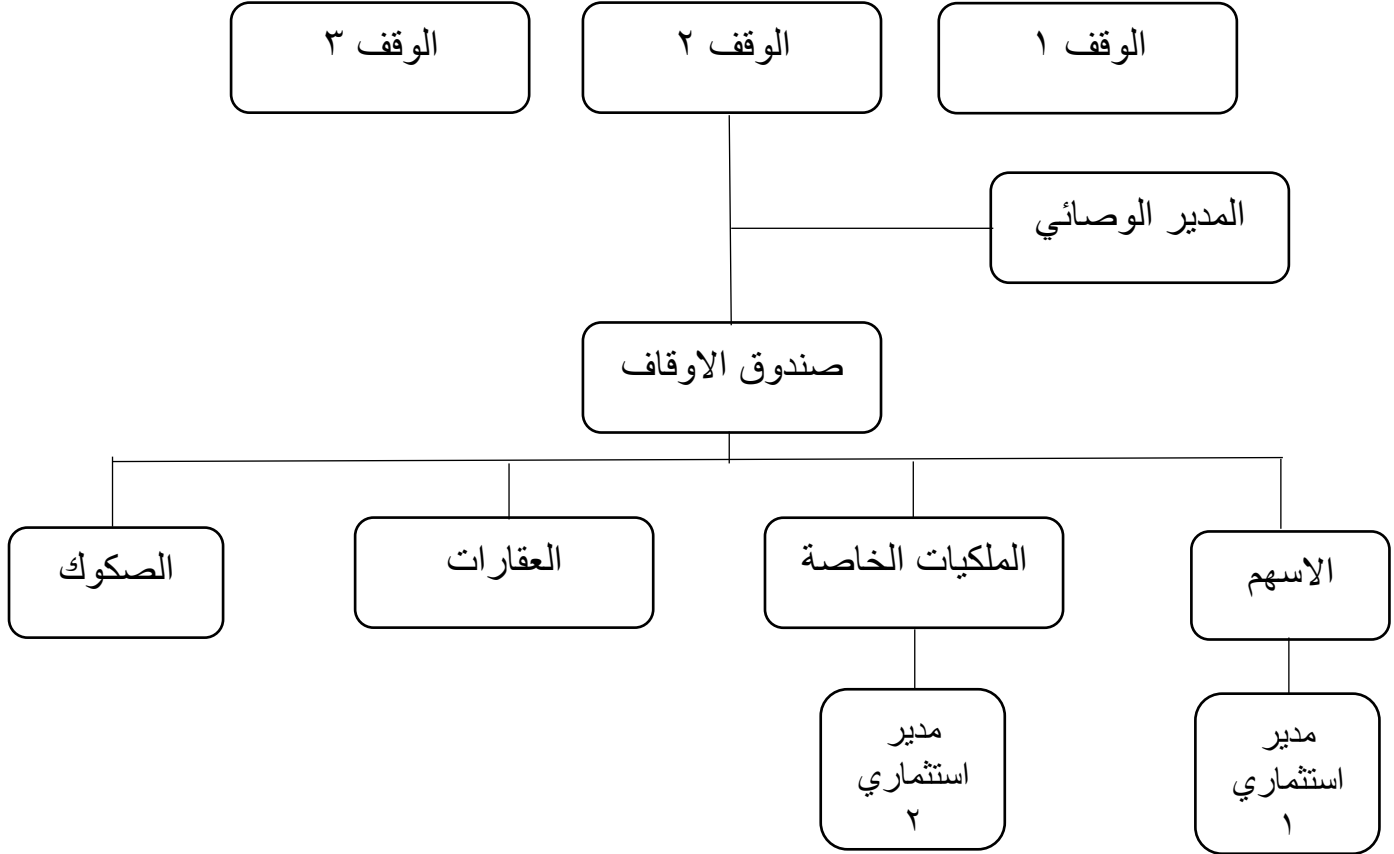 الوقف ١
الوقف ٢
الوقف ٣
المدير الوصائي
صندوق الاوقاف
الاسهم
الملكيات الخاصة
العقارات
الصكوك
مدير
استثماري
١
مدير
استثماري
٢